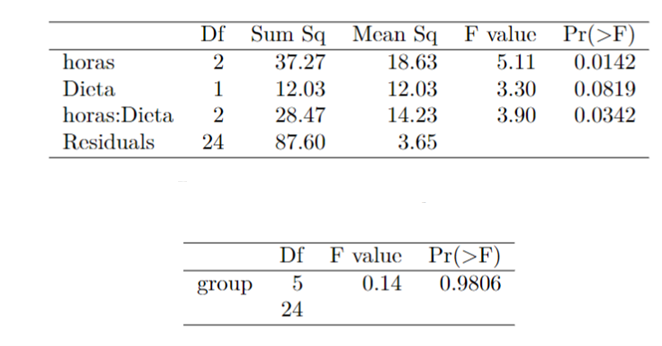 Df Sum Sq Mean Sq F value Pr(>F)
horas 2 37.27 18.63 5.11 0.0142
Dieta 1 12.03 12.03 3.30 0.0819
horas:Dieta 2 28.47 14.23 3.90 0.0342
Residuals 24 87.60 3.65
Df F value Pr(>F)
group 5 0.14 0.9806
24